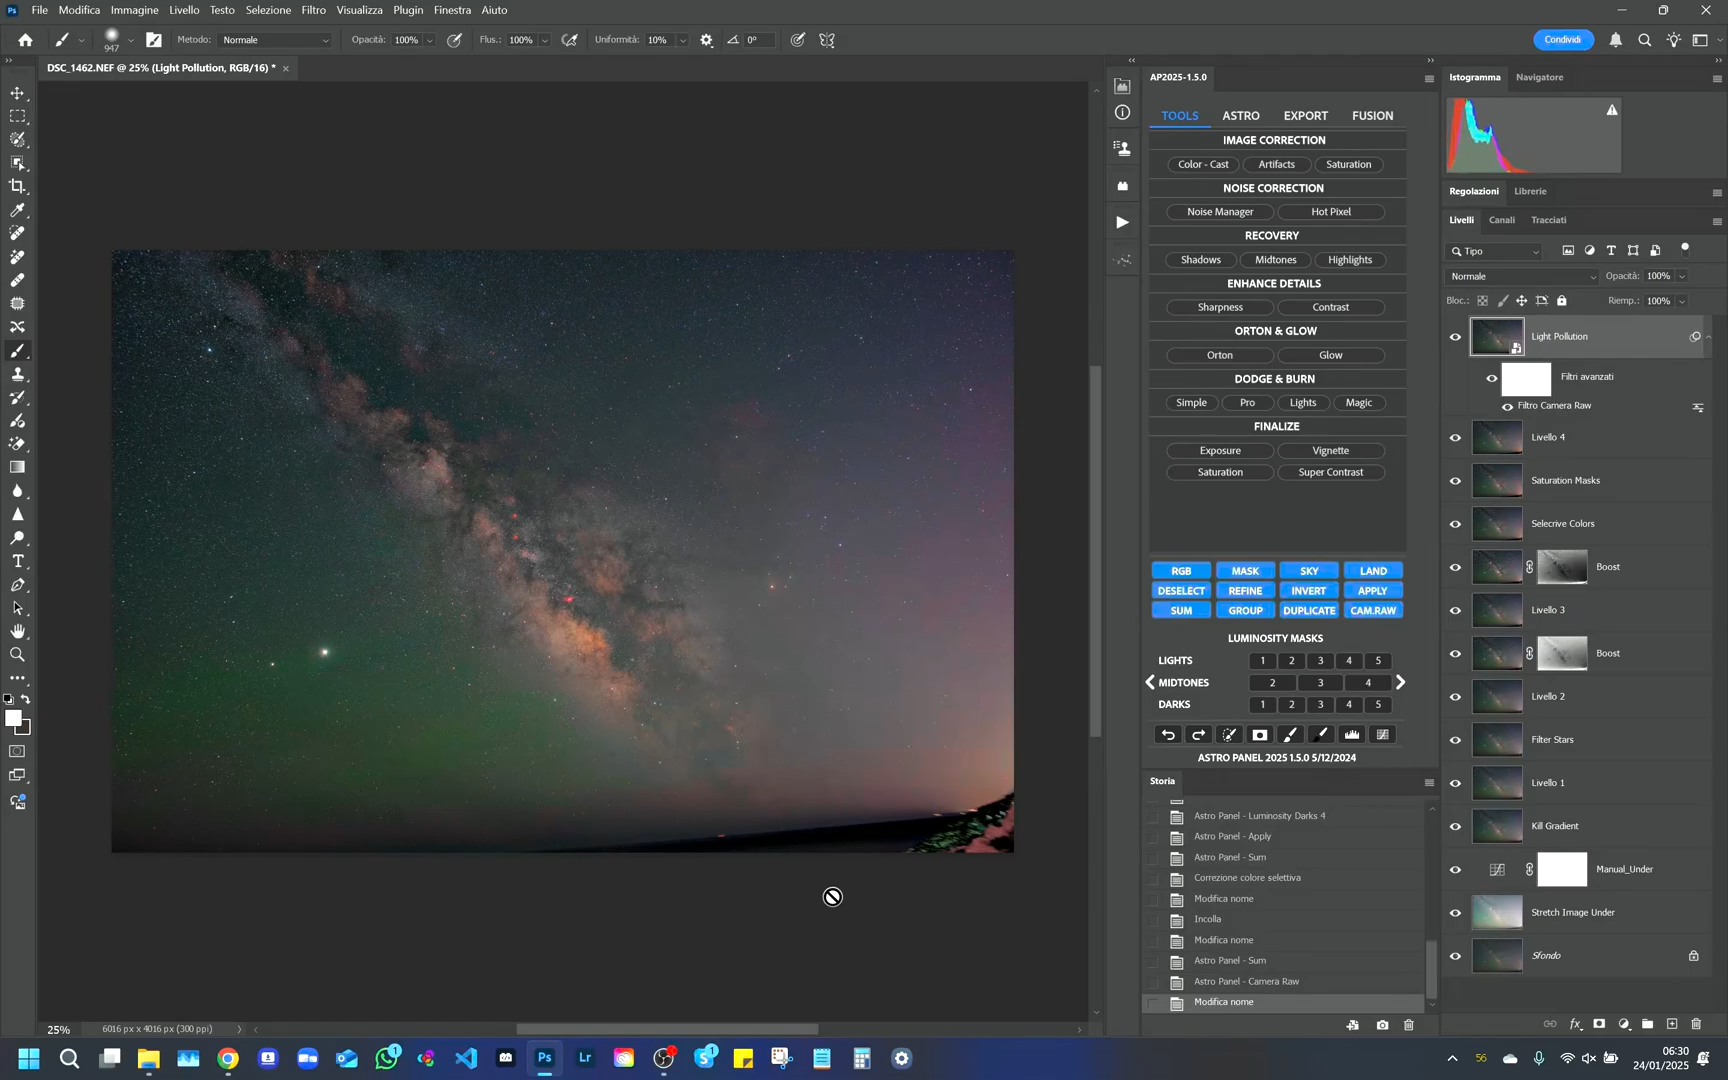 Ps File Modifica Immagine Livello Testo Selezione Filtro Visualizza Plugin Finestra Aiuto
947 Metodo: Normale Opacità: 100% Flus.: 100% Uniformità: 10% 0° Condividi
DSC_1462.NEF @ 25% (Light Pollution, RGB/16) * ×
AP2025-1.5.0
TOOLS ASTRO EXPORT FUSION
IMAGE CORRECTION
Color - Cast Artifacts Saturation
NOISE CORRECTION
Noise Manager Hot Pixel
RECOVERY
Shadows Midtones Highlights
ENHANCE DETAILS
Sharpness Contrast
ORTON & GLOW
Orton Glow
DODGE & BURN
Simple Pro Lights Magic
FINALIZE
Exposure Vignette
Saturation Super Contrast
RGB MASK SKY LAND
DESELECT REFINE INVERT APPLY
SUM GROUP DUPLICATE CAM.RAW
LUMINOSITY MASKS
LIGHTS 1 2 3 4 5
MIDTONES 2 3 4
DARKS 1 2 3 4 5
ASTRO PANEL 2025 1.5.0 5/12/2024
Storia
Astro Panel - Luminosity Darks 4
Astro Panel - Apply
Astro Panel - Sum
Correzione colore selettiva
Modifica nome
Incolla
Modifica nome
Astro Panel - Sum
Astro Panel - Camera Raw
Modifica nome
Istogramma Navigatore
Regolazioni Librerie
Livelli Canali Tracciati
Tipo
Normale Opacità: 100%
Bloc.: Riemp.: 100%
Light Pollution
Filtri avanzati
Filtro Camera Raw
Livello 4
Saturation Masks
Selecrive Colors
Boost
Livello 3
Boost
Livello 2
Filter Stars
Livello 1
Kill Gradient
Manual_Under
Stretch Image Under
Sfondo
25% 6016 px x 4016 px (300 ppi)
1 Ps Lr 1 56 06:30
24/01/2025